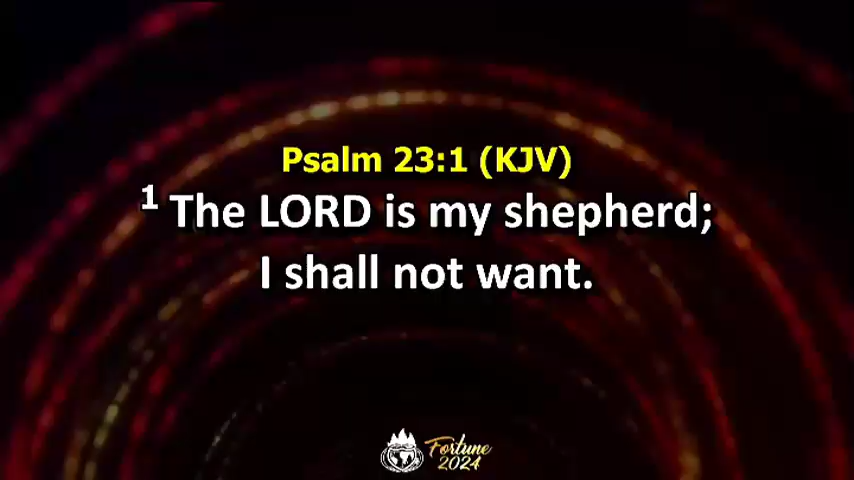 Psalm 23:1 (KJV)
1 The LORD is my shepherd;
I shall not want.
Fortune
2024